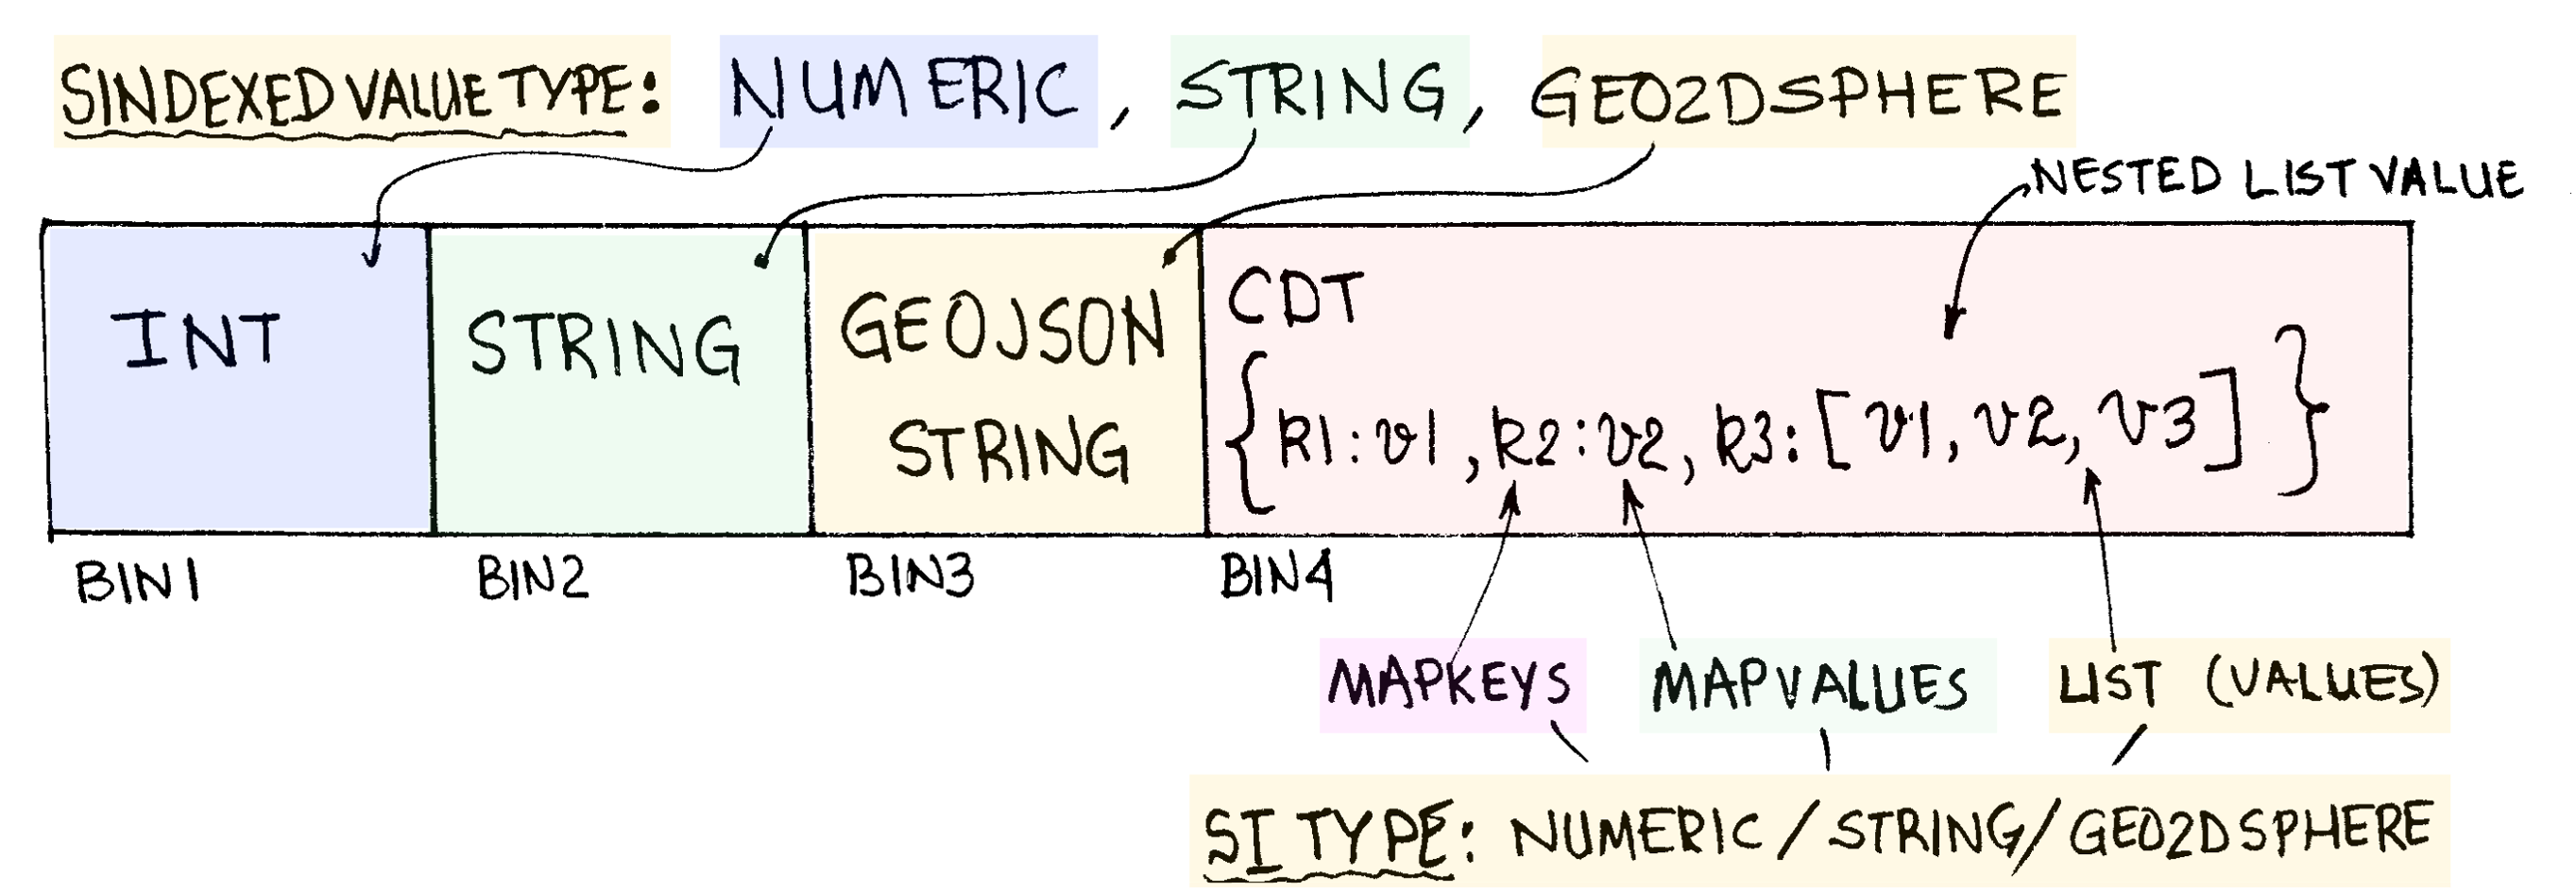 SINDEXED VALUE TYPE: NUMERIC, STRING, GEO2DSPHERE
NESTED LIST VALUE
INT
STRING
GEOJSON
STRING
CDT
{k1:v1, k2:v2, k3:[v1, v2, v3]}
BIN1 BIN2 BIN3 BIN4
MAPKEYS MAPVALUES LIST (VALUES)
SI TYPE: NUMERIC/STRING/GEO2DSPHERE